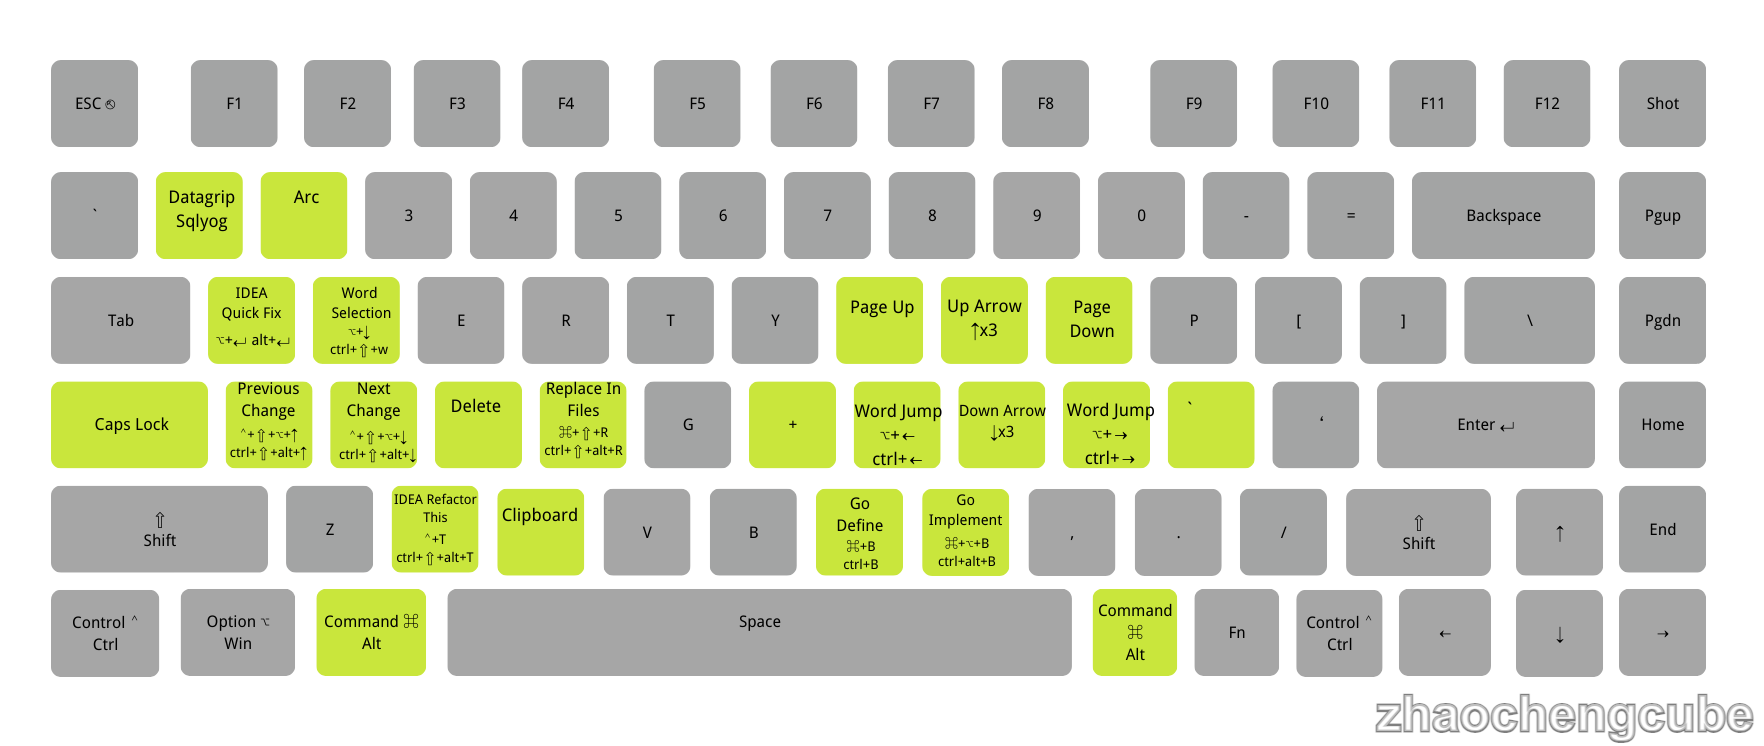 ESC ⎋ F1 F2 F3 F4 F5 F6 F7 F8 F9 F10 F11 F12 Shot
` Datagrip Arc 3 4 5 6 7 8 9 0 - = Backspace Pgup
Sqlyog
Tab IDEA Word E R T Y Page Up Up Arrow Page P [ ] \ Pgdn
Quick Fix Selection ↑x3 Down
⌥+↵ alt+↵ ⌥+↓
ctrl+⇧+w
Caps Lock Previous Next Delete Replace In G + Word Jump Down Arrow Word Jump ` ‘ Enter ↵ Home
Change Change Files ⌥+← ↓x3 ⌥+→
^+⇧+⌥+↑ ^+⇧+⌥+↓ ⌘+⇧+R ctrl+← ctrl+→
ctrl+⇧+alt+↑ ctrl+⇧+alt+↓ ctrl+⇧+alt+R
⇧ Z IDEA Refactor Clipboard V B Go Go , . / ⇧ ↑ End
Shift This Define Implement Shift
^+T ⌘+B ⌘+⌥+B
ctrl+⇧+alt+T ctrl+B ctrl+alt+B
Control ^ Option ⌥ Command ⌘ Space Command Fn Control ^ ← ↓ →
Ctrl Win Alt ⌘ Ctrl
Alt
zhaochengcube